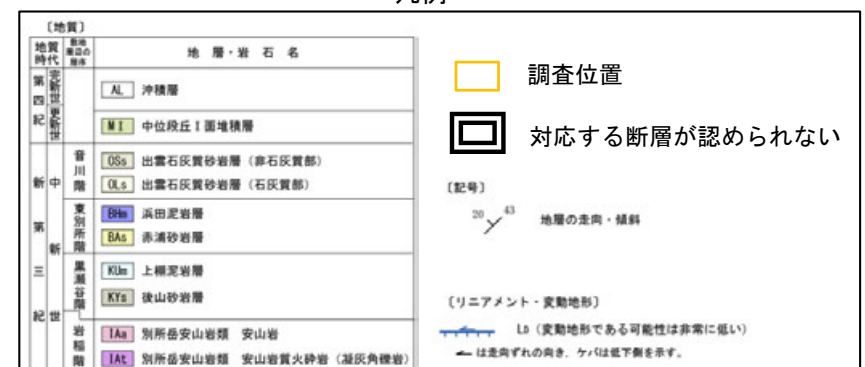 〔地質〕
地質時代
敷地周辺の層序
地層・岩石名
第四紀
完新世
更新世
AL 沖積層
MⅠ 中位段丘Ⅰ面堆積層
新第三紀
中新世
音川階
OSs 出雲石灰質砂岩層（非石灰質部）
OLs 出雲石灰質砂岩層（石灰質部）
東別所階
BHm 浜田泥岩層
BAs 赤浦砂岩層
黒瀬谷階
KUm 上棚泥岩層
KYs 後山砂岩層
岩稲階
IAa 別所岳安山岩類 安山岩
IAt 別所岳安山岩類 安山岩質火砕岩（凝灰角礫岩）
調査位置
対応する断層が認められない
〔記号〕
20 43 地層の走向・傾斜
〔リニアメント・変動地形〕
LD（変動地形である可能性は非常に低い）
は走向ずれの向き．ケバは低下側を示す。